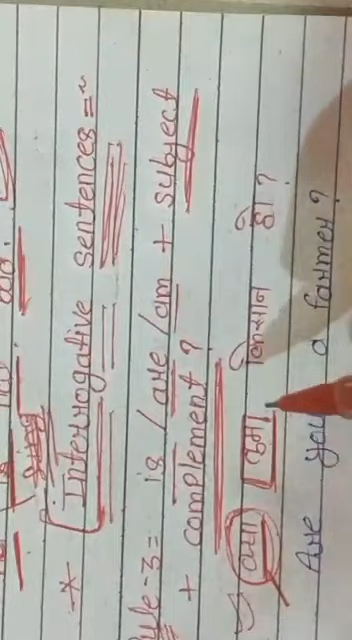 * Interrogative sentences =~
Rule-3 = is / are / am + subject
+ complement ?
क्या तुम किसान हो ?
Are you a farmer ?